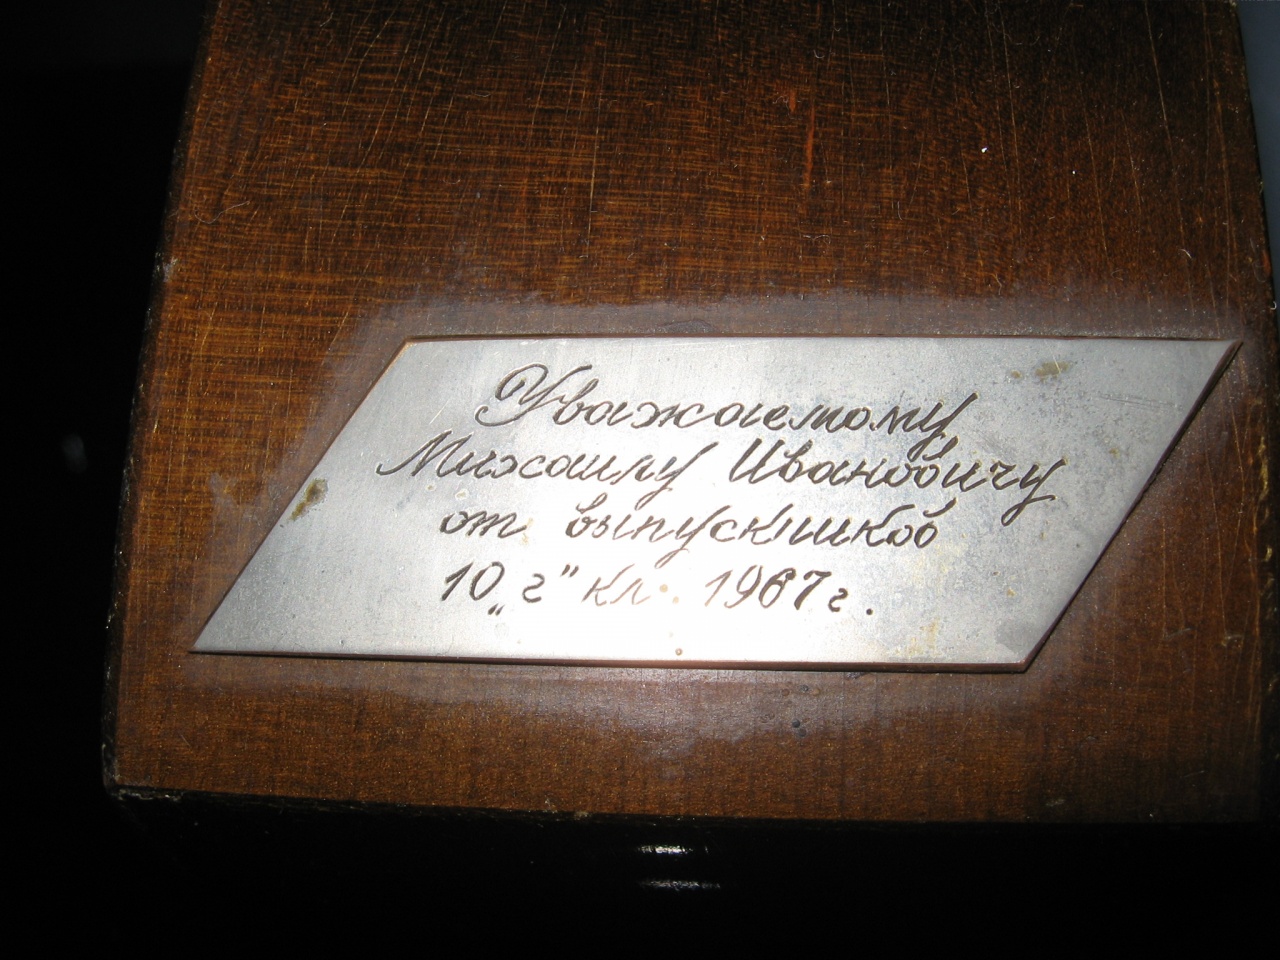 Уважаемому
Михаилу Ивановичу
от выпускников
10 „г" кл. 1967 г.